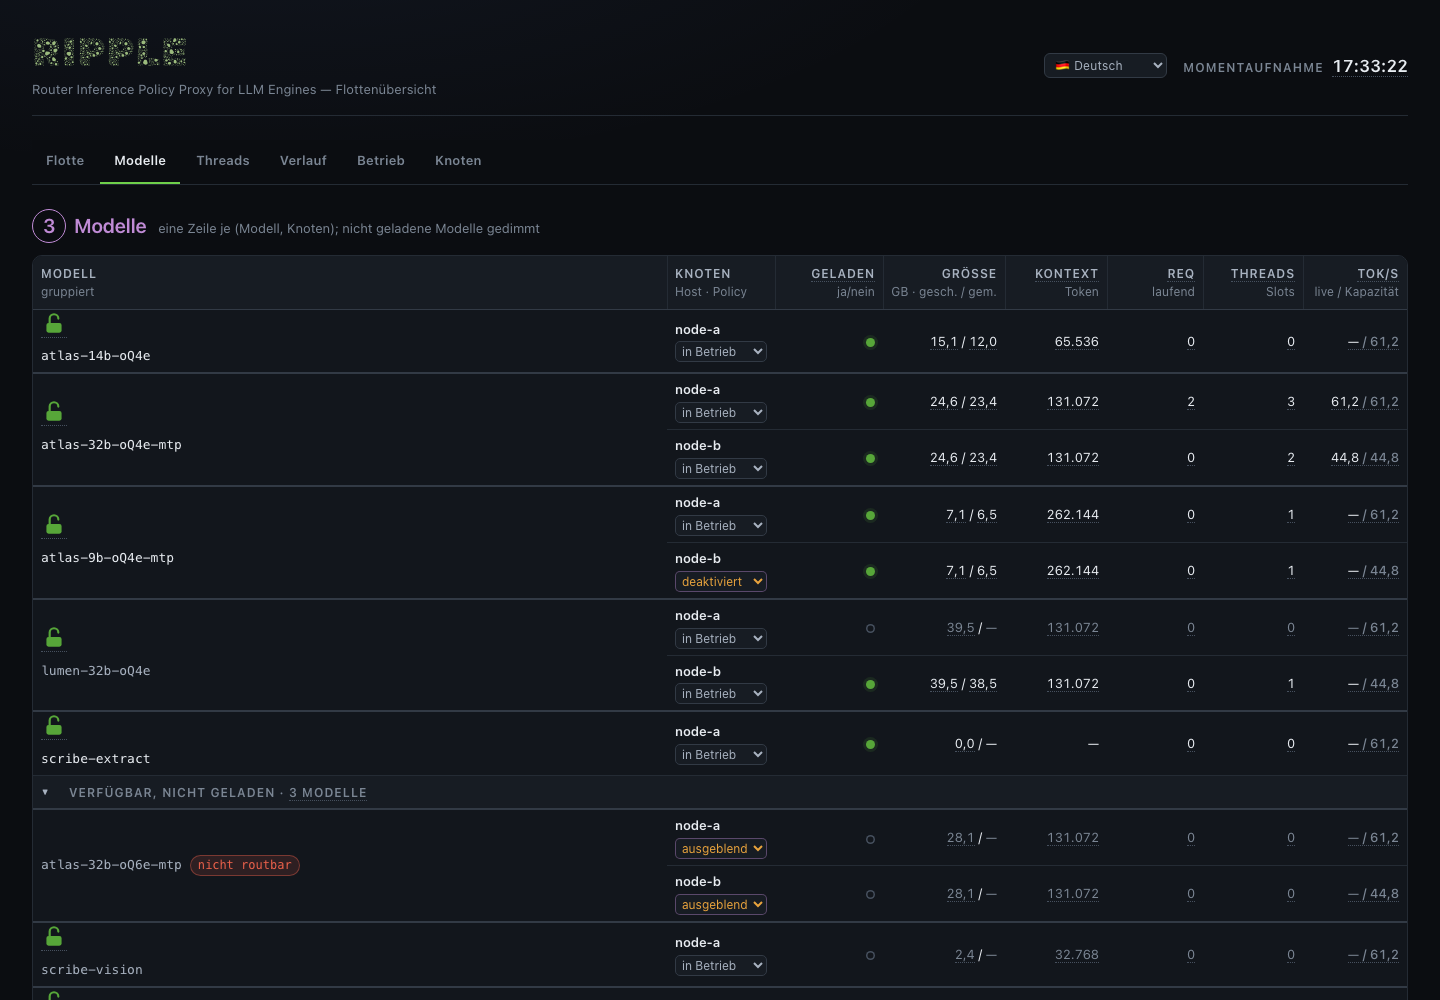 RIPPLE
Router Inference Policy Proxy for LLM Engines — Flottenübersicht
Deutsch
MOMENTAUFNAHME 17:33:22
Flotte Modelle Threads Verlauf Betrieb Knoten
3 Modelle eine Zeile je (Modell, Knoten); nicht geladene Modelle gedimmt
MODELL KNOTEN GELADEN GRÖSSE KONTEXT REQ THREADS TOK/S
gruppiert Host · Policy ja/nein GB · gesch. / gem. Token laufend Slots live / Kapazität
atlas-14b-oQ4e
node-a
in Betrieb
15,1 / 12,0 65.536 0 0 — / 61,2
atlas-32b-oQ4e-mtp
node-a
in Betrieb
24,6 / 23,4 131.072 2 3 61,2 / 61,2
node-b
in Betrieb
24,6 / 23,4 131.072 0 2 44,8 / 44,8
atlas-9b-oQ4e-mtp
node-a
in Betrieb
7,1 / 6,5 262.144 0 1 — / 61,2
node-b
deaktiviert
7,1 / 6,5 262.144 0 1 — / 44,8
lumen-32b-oQ4e
node-a
in Betrieb
39,5 / — 131.072 0 0 — / 61,2
node-b
in Betrieb
39,5 / 38,5 131.072 0 1 — / 44,8
scribe-extract
node-a
in Betrieb
0,0 / — — 0 0 — / 61,2
▾ VERFÜGBAR, NICHT GELADEN · 3 MODELLE
atlas-32b-oQ6e-mtp nicht routbar
node-a
ausgeblend
28,1 / — 131.072 0 0 — / 61,2
node-b
ausgeblend
28,1 / — 131.072 0 0 — / 44,8
scribe-vision
node-a
in Betrieb
2,4 / — 32.768 0 0 — / 61,2